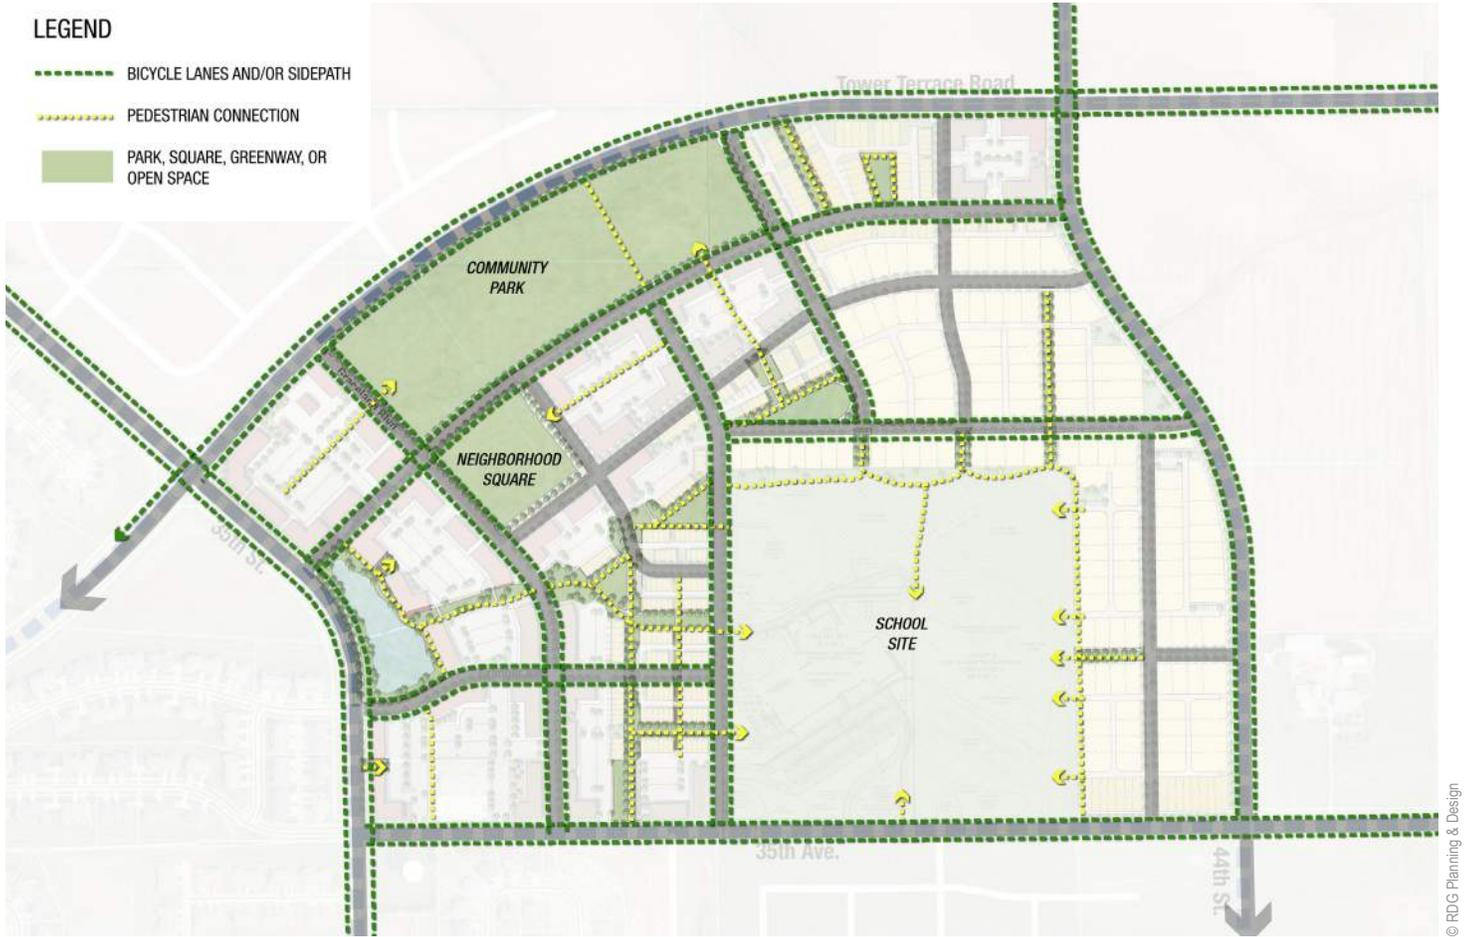 LEGEND
BICYCLE LANES AND/OR SIDEPATH
PEDESTRIAN CONNECTION
PARK, SQUARE, GREENWAY, OR
OPEN SPACE
Tower Terrace Road
COMMUNITY
PARK
NEIGHBORHOOD
SQUARE
35th St.
SCHOOL
SITE
35th Ave.
44th St.
© RDG Planning & Design